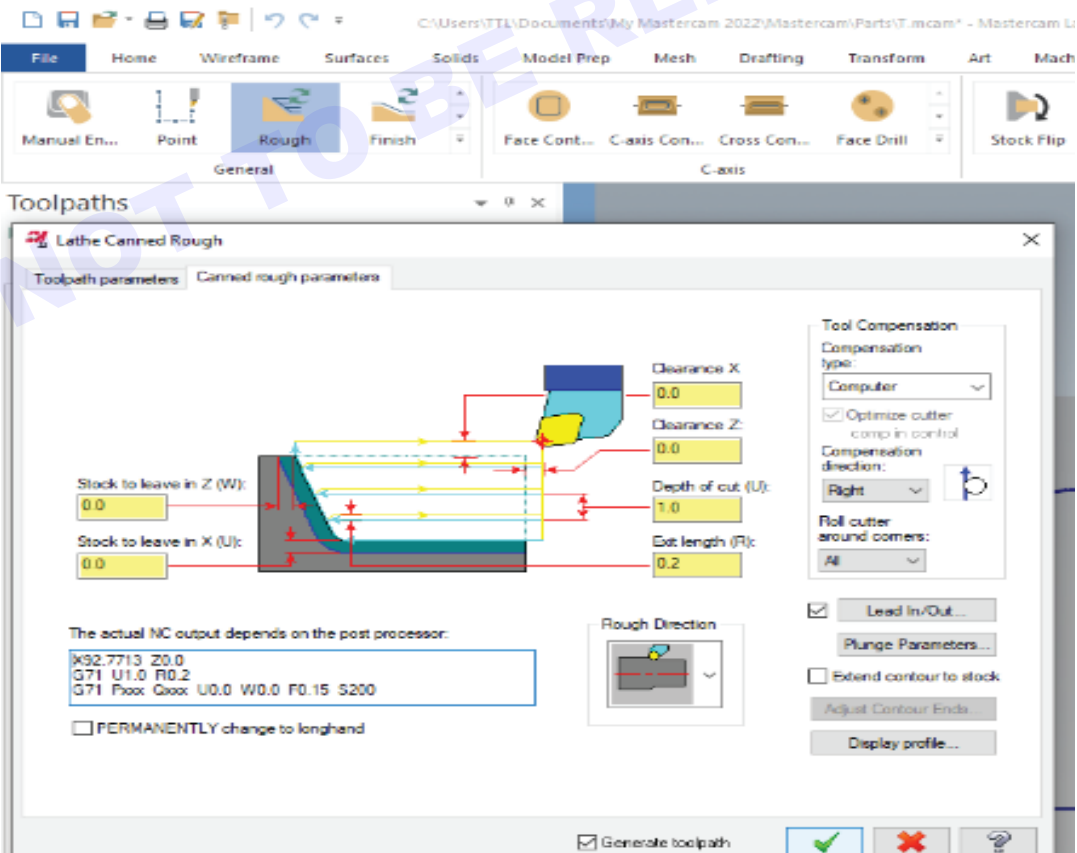 C:\Users\TTL\Documents\My Mastercam 2022\Mastercam\Parts\T.mcam* - Mastercam La
File Home Wireframe Surfaces Solids Model Prep Mesh Drafting Transform Art Mach
Manual En... Point Rough Finish Face Cont... C-axis Con... Cross Con... Face Drill Stock Flip
General C-axis
NOT TO BE RE
Toolpaths
Lathe Canned Rough
Toolpath parameters Canned rough parameters
Tool Compensation
Compensation
type:
Computer
Optimize cutter
comp in control
Compensation
direction:
Right
Roll cutter
around corners:
All
Clearance X
0.0
Clearance Z:
0.0
Stock to leave in Z (W):
0.0
Depth of cut (U):
1.0
Stock to leave in X (U):
0.0
Exit length (R):
0.2
Lead In/Out...
Plunge Parameters...
Extend contour to stock
Adjust Contour Ends...
Display profile...
Rough Direction
The actual NC output depends on the post processor:
X92.7713 Z0.0
G71 U1.0 R0.2
G71 Pxxx Qxxx U0.0 W0.0 F0.15 S200
PERMANENTLY change to longhand
Generate toolpath